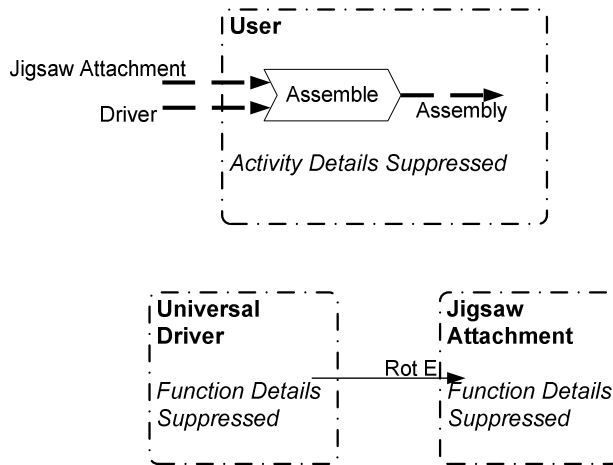 User
Jigsaw Attachment
Assemble
Driver
Assembly
Activity Details Suppressed
Universal
Driver
Jigsaw
Attachment
Rot E
Function Details
Suppressed
Function Details
Suppressed